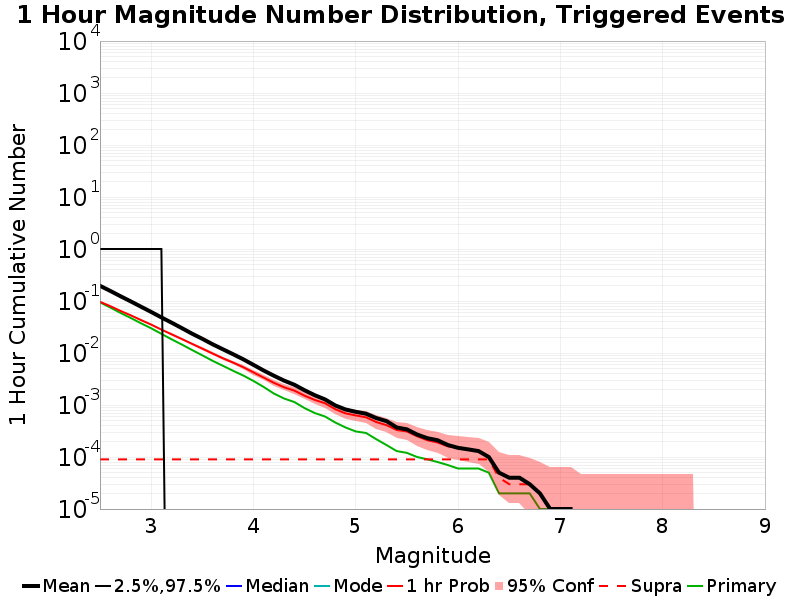 1 Hour Magnitude Number Distribution, Triggered Events
1 Hour Cumulative Number
10^4
10^3
10^2
10^1
10^0
10^-1
10^-2
10^-3
10^-4
10^-5
3 4 5 6 7 8 9
Magnitude
Mean 2.5%,97.5% Median Mode 1 hr Prob 95% Conf Supra Primary